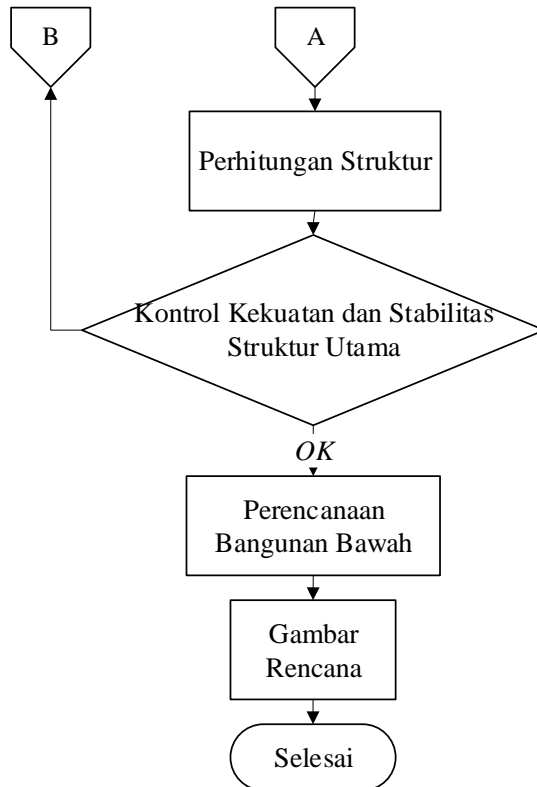 B
A
Perhitungan Struktur
Kontrol Kekuatan dan Stabilitas
Struktur Utama
OK
Perencanaan
Bangunan Bawah
Gambar
Rencana
Selesai